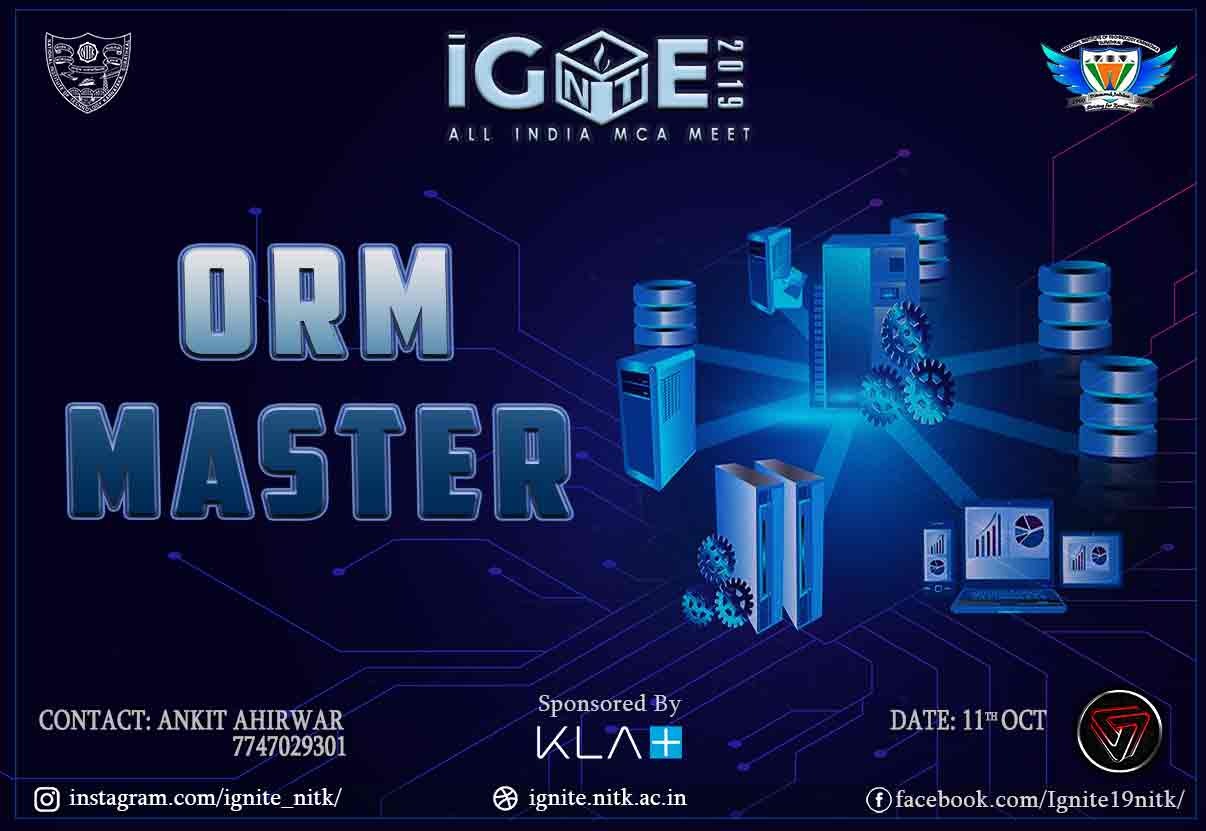 iGNiTE 2019
ALL INDIA MCA MEET
ORM
MASTER
CONTACT: ANKIT AHIRWAR
7747029301
Sponsored By
KLA+
DATE: 11TH OCT
instagram.com/ignite_nitk/
ignite.nitk.ac.in
facebook.com/Ignite19nitk/